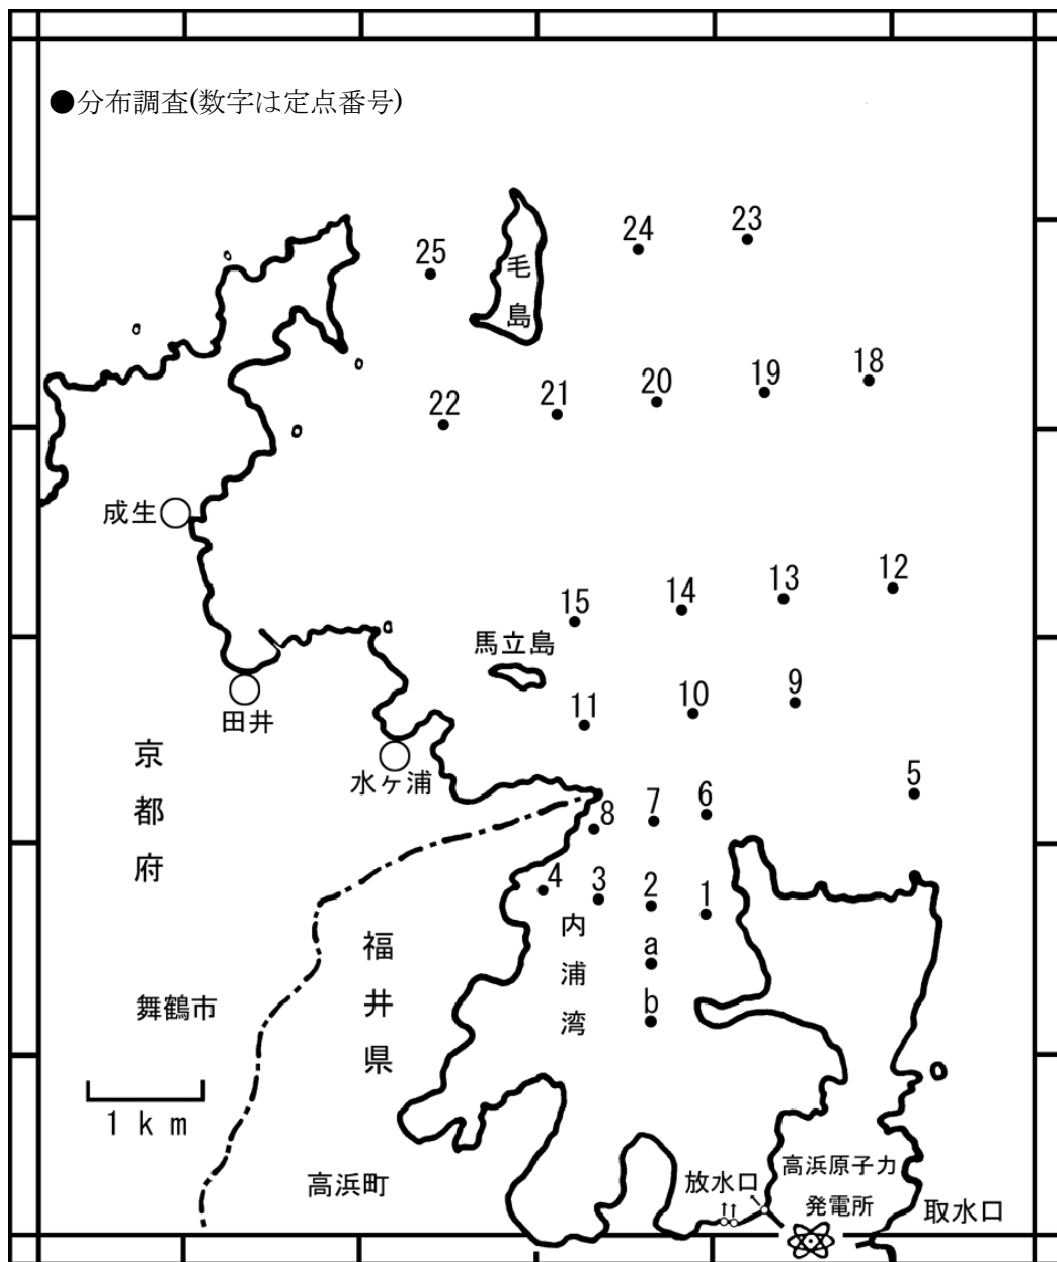 ●分布調査(数字は定点番号)
23
24
25
毛島
18
19
20
21
22
成生
12
13
14
15
馬立島
9
10
11
田井
水ヶ浦
京都府
5
6
7
8
4
3
2
1
内浦湾
a
b
福井県
舞鶴市
1km
高浜町
放水口
高浜原子力
発電所
取水口